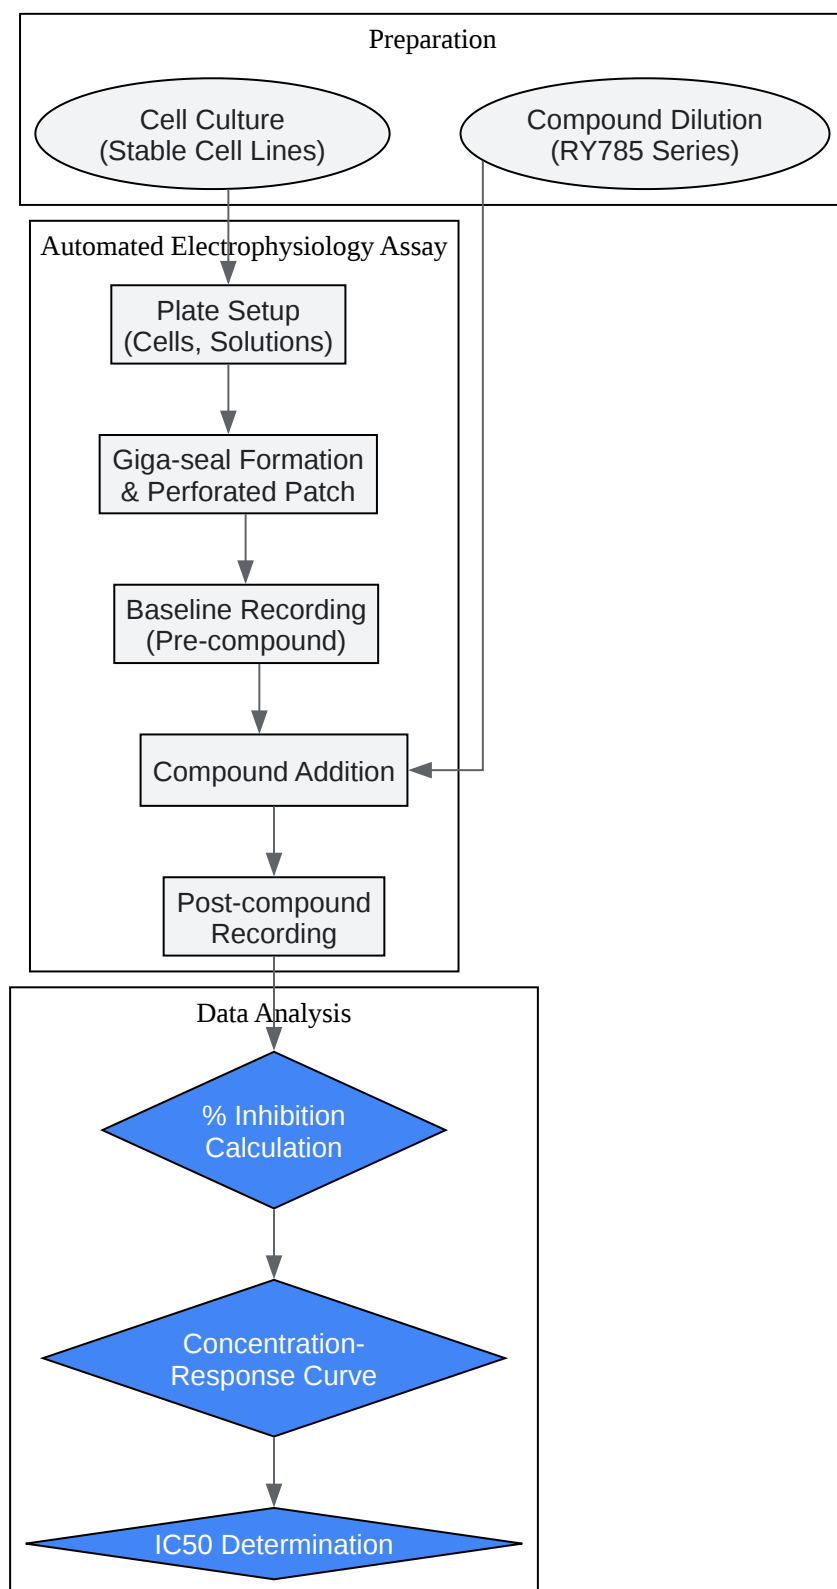 Preparation
Cell Culture
(Stable Cell Lines)
Compound Dilution
(RY785 Series)
Automated Electrophysiology Assay
Plate Setup
(Cells, Solutions)
Giga-seal Formation
& Perforated Patch
Baseline Recording
(Pre-compound)
Compound Addition
Post-compound
Recording
Data Analysis
% Inhibition
Calculation
Concentration-
Response Curve
IC50 Determination